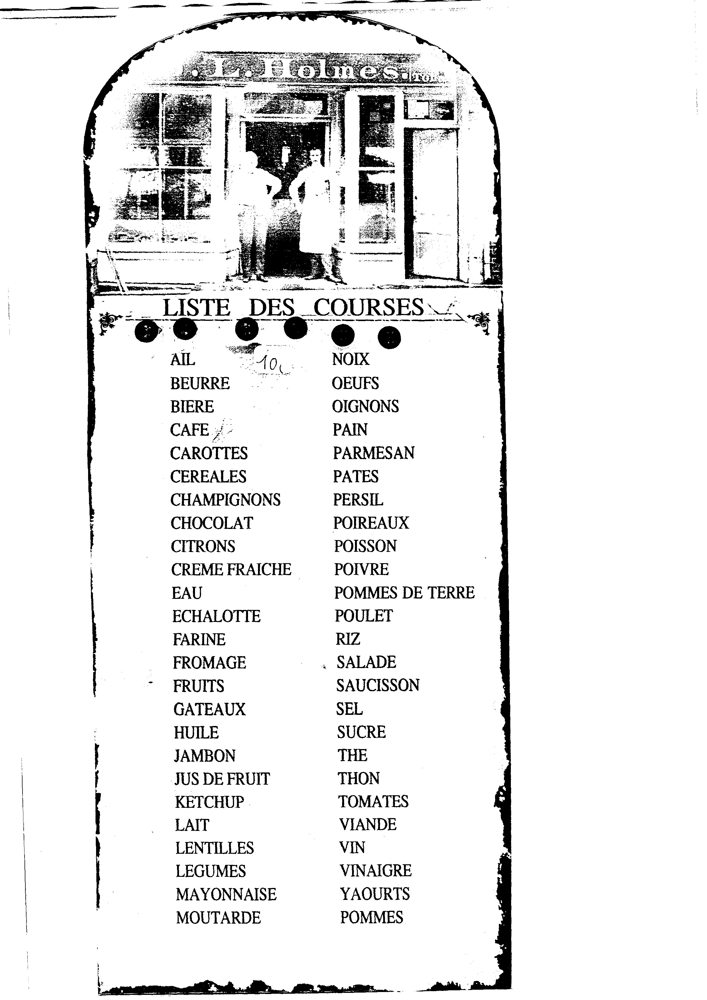 . L. Holmes.
LISTE DES COURSES
10
AIL
BEURRE
BIERE
CAFE
CAROTTES
CEREALES
CHAMPIGNONS
CHOCOLAT
CITRONS
CREME FRAICHE
EAU
ECHALOTTE
FARINE
FROMAGE
FRUITS
GATEAUX
HUILE
JAMBON
JUS DE FRUIT
KETCHUP
LAIT
LENTILLES
LEGUMES
MAYONNAISE
MOUTARDE
NOIX
OEUFS
OIGNONS
PAIN
PARMESAN
PATES
PERSIL
POIREAUX
POISSON
POIVRE
POMMES DE TERRE
POULET
RIZ
SALADE
SAUCISSON
SEL
SUCRE
THE
THON
TOMATES
VIANDE
VIN
VINAIGRE
YAOURTS
POMMES